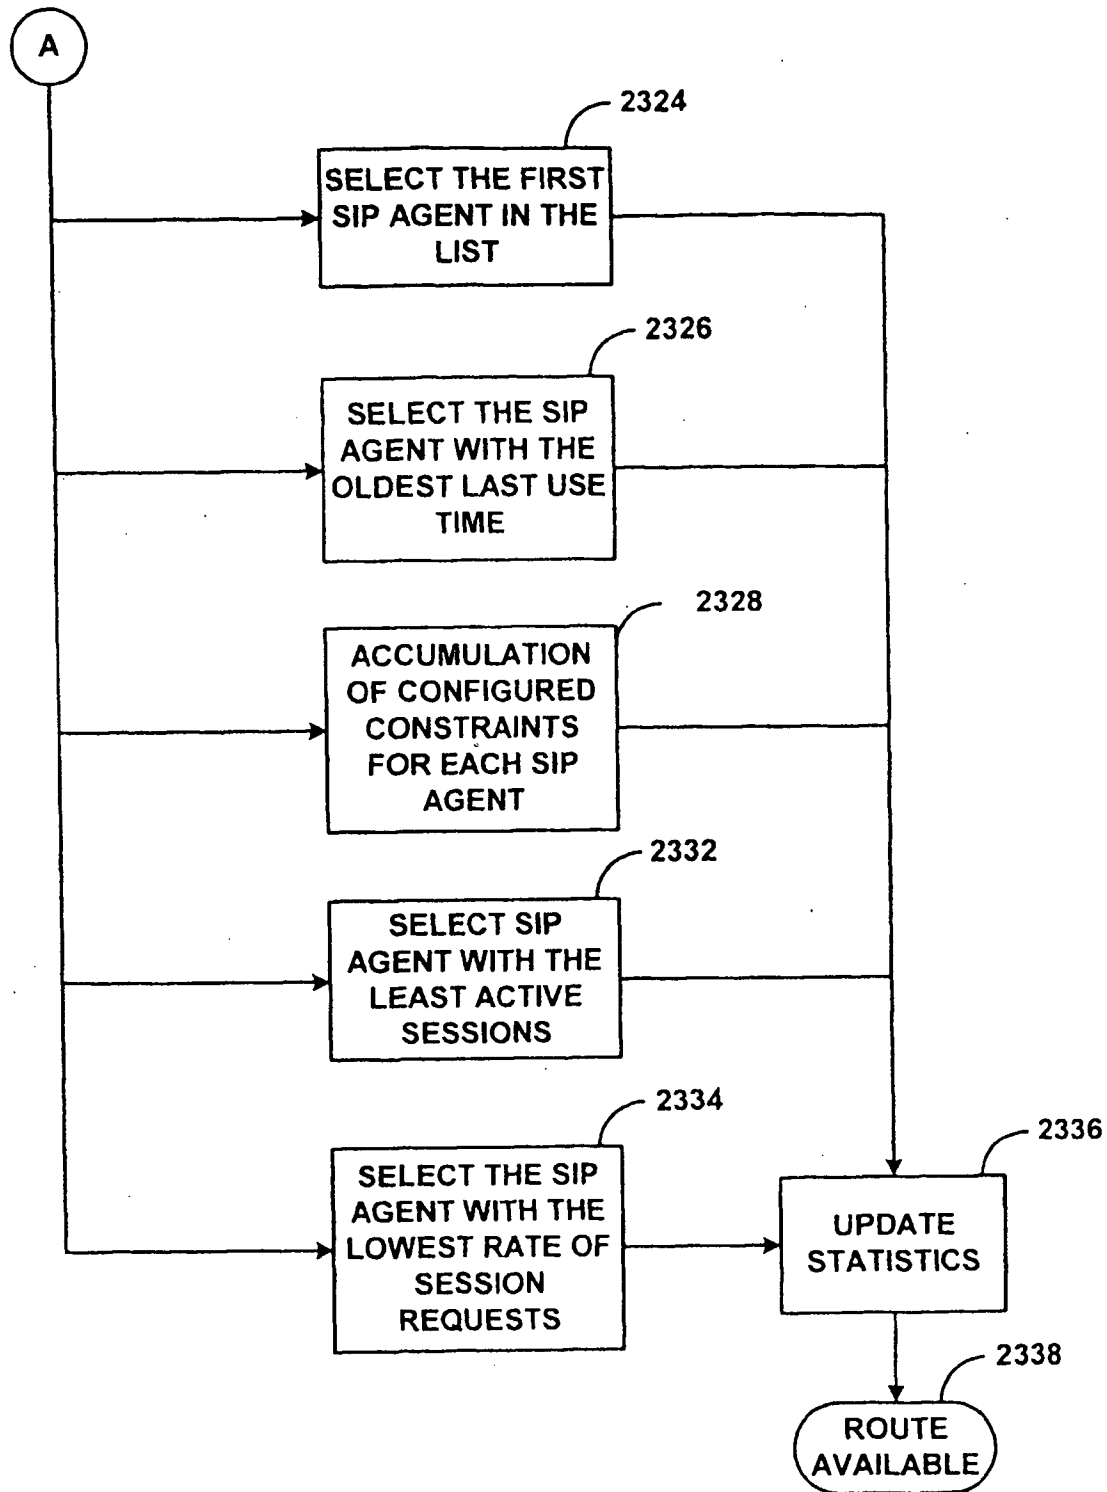 A
2324
SELECT THE FIRST
SIP AGENT IN THE
LIST
2326
SELECT THE SIP
AGENT WITH THE
OLDEST LAST USE
TIME
2328
ACCUMULATION
OF CONFIGURED
CONSTRAINTS
FOR EACH SIP
AGENT
2332
SELECT SIP
AGENT WITH THE
LEAST ACTIVE
SESSIONS
2334
SELECT THE SIP
AGENT WITH THE
LOWEST RATE OF
SESSION
REQUESTS
2336
UPDATE
STATISTICS
2338
ROUTE
AVAILABLE